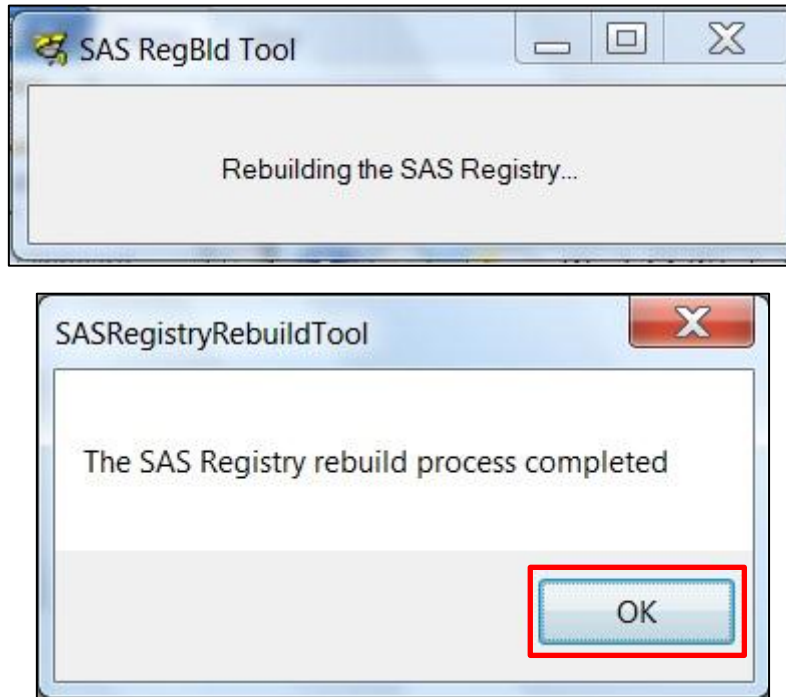 SAS RegBld Tool
Rebuilding the SAS Registry...
SASRegistryRebuildTool
The SAS Registry rebuild process completed
OK